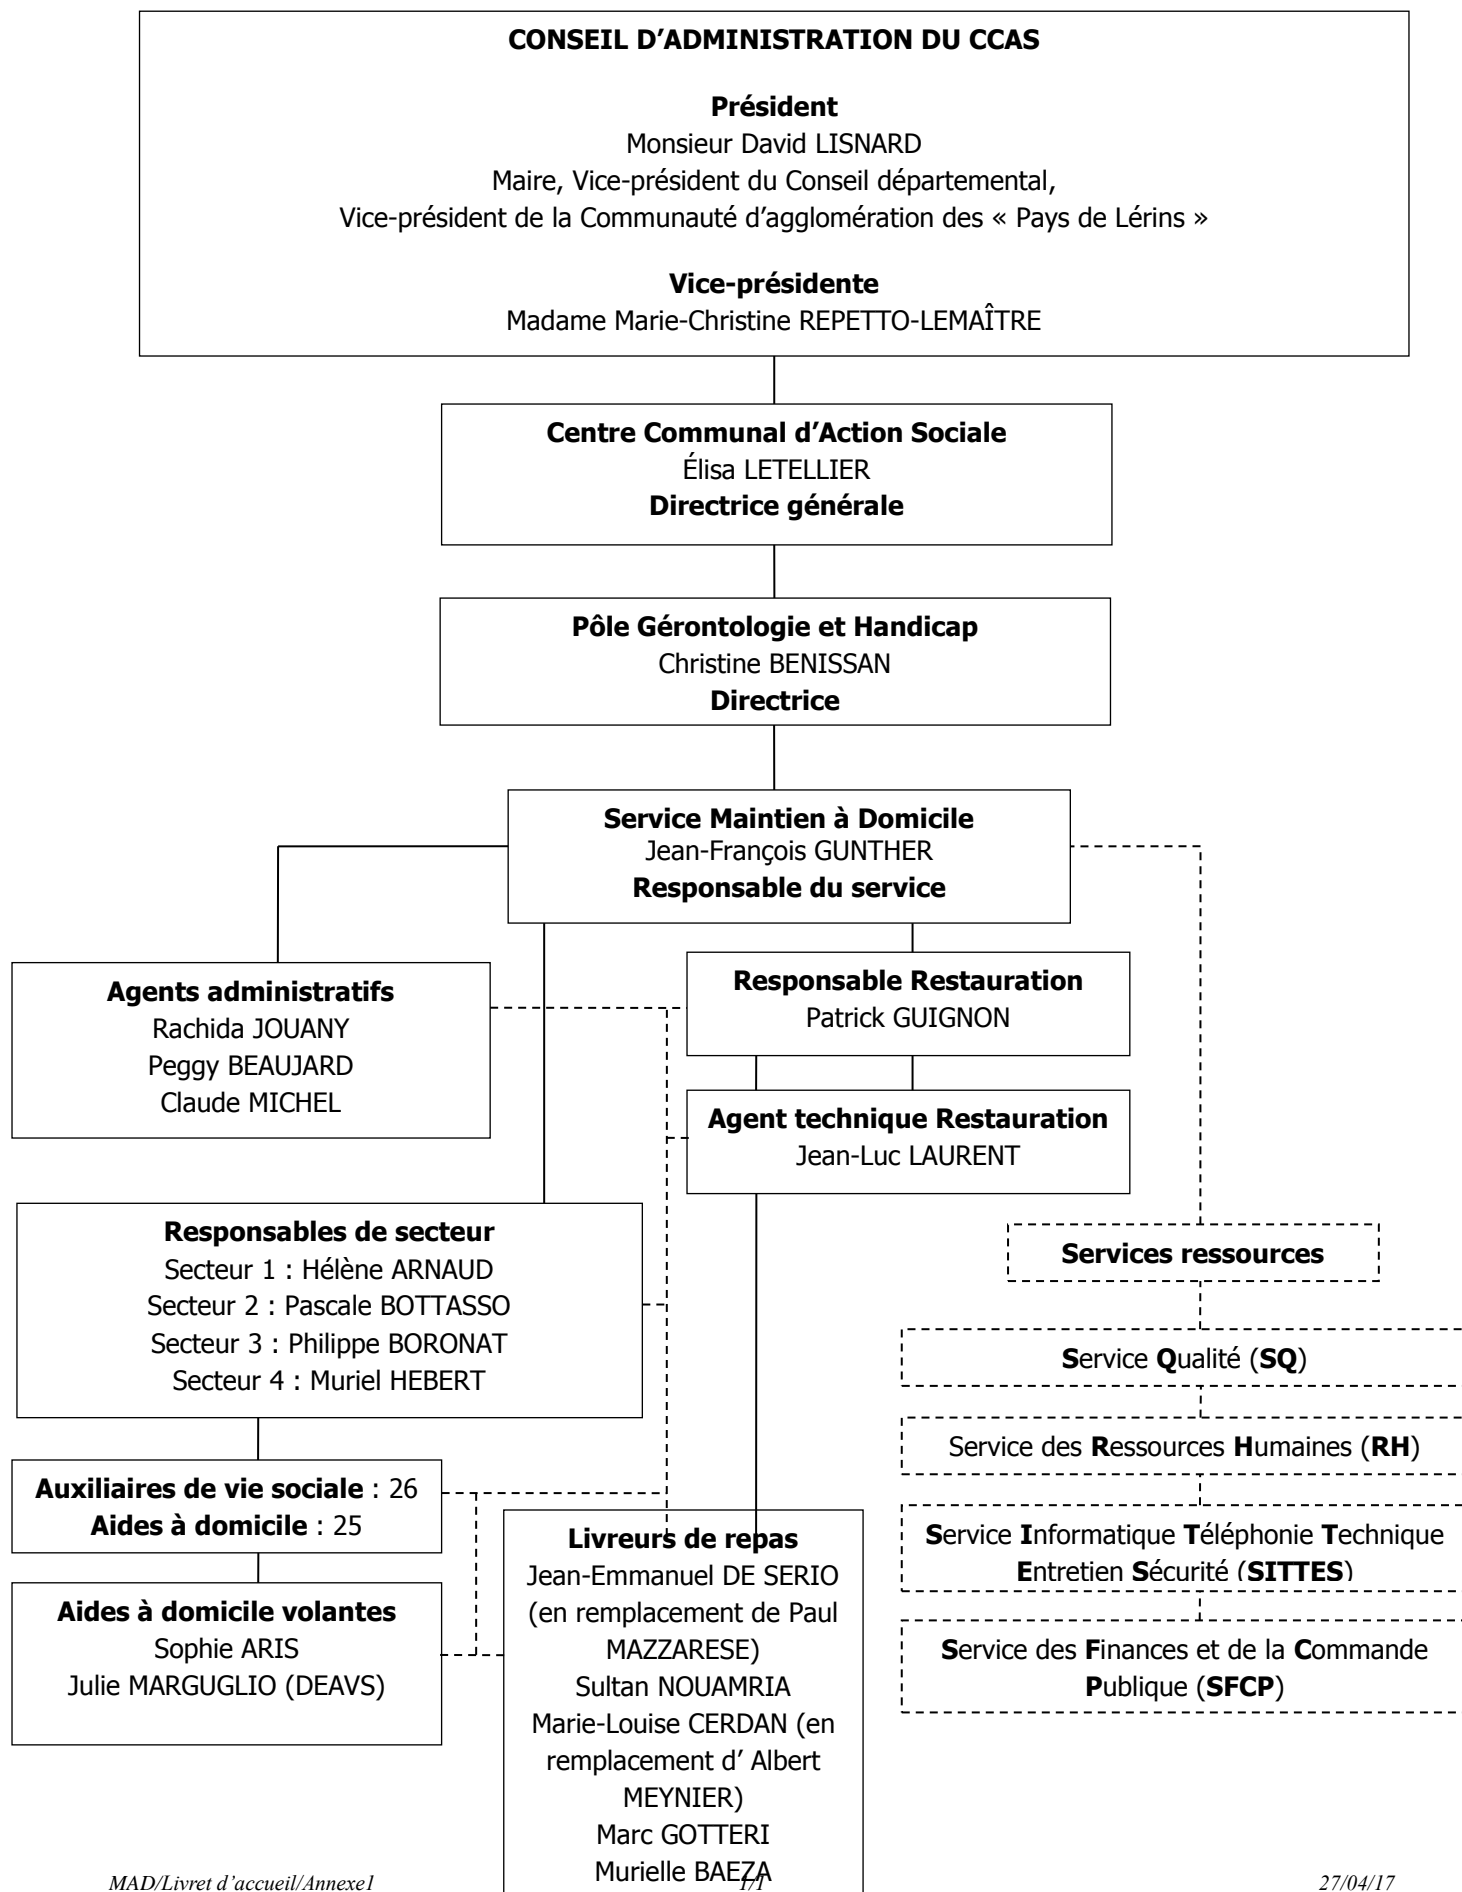 CONSEIL D’ADMINISTRATION DU CCAS
Président
Monsieur David LISNARD
Maire, Vice-président du Conseil départemental,
Vice-président de la Communauté d’agglomération des « Pays de Lérins »
Vice-présidente
Madame Marie-Christine REPETTO-LEMAÎTRE
Centre Communal d’Action Sociale
Élisa LETELLIER
Directrice générale
Pôle Gérontologie et Handicap
Christine BENISSAN
Directrice
Service Maintien à Domicile
Jean-François GUNTHER
Responsable du service
Agents administratifs
Rachida JOUANY
Peggy BEAUJARD
Claude MICHEL
Responsable Restauration
Patrick GUIGNON
Agent technique Restauration
Jean-Luc LAURENT
Responsables de secteur
Secteur 1 : Hélène ARNAUD
Secteur 2 : Pascale BOTTASSO
Secteur 3 : Philippe BORONAT
Secteur 4 : Muriel HEBERT
Services ressources
Service Qualité (SQ)
Service des Ressources Humaines (RH)
Service Informatique Téléphonie Technique
Entretien Sécurité (SITTES)
Service des Finances et de la Commande
Publique (SFCP)
Auxiliaires de vie sociale : 26
Aides à domicile : 25
Aides à domicile volantes
Sophie ARIS
Julie MARGUGLIO (DEAVS)
Livreurs de repas
Jean-Emmanuel DE SERIO
(en remplacement de Paul
MAZZARESE)
Sultan NOUAMRIA
Marie-Louise CERDAN (en
remplacement d’ Albert
MEYNIER)
Marc GOTTERI
Murielle BAEZA
MAD/Livret d’accueil/Annexe1
1/1
27/04/17